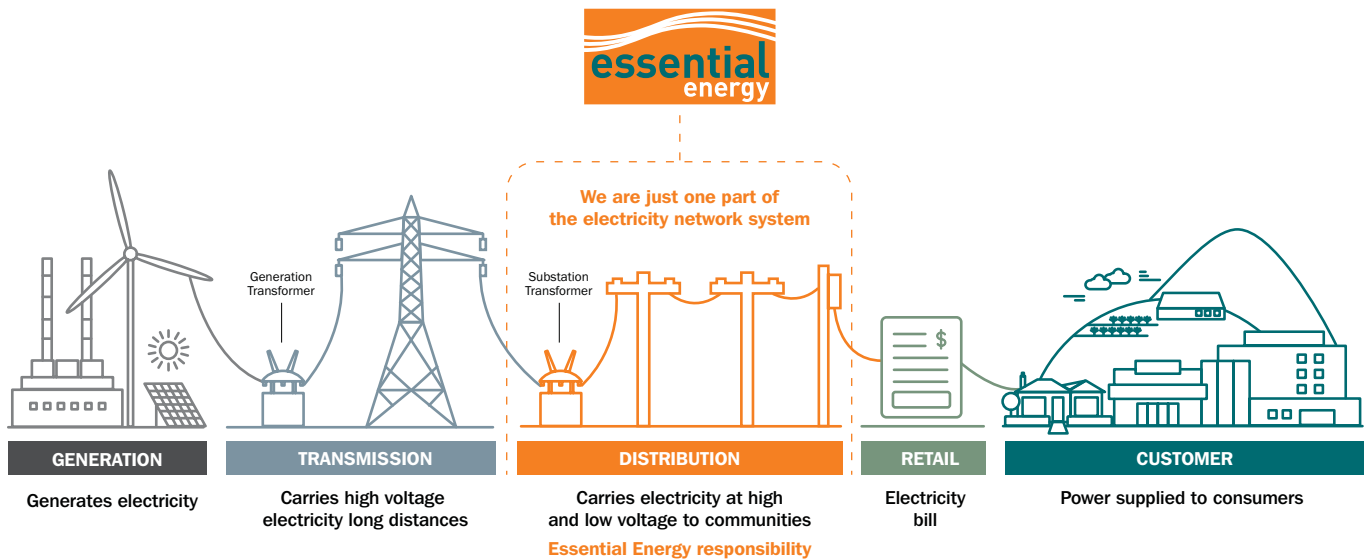 essential
energy
We are just one part of
the electricity network system
Generation
Transformer
Substation
Transformer
$
GENERATION
TRANSMISSION
DISTRIBUTION
RETAIL
CUSTOMER
Generates electricity
Carries high voltage
electricity long distances
Carries electricity at high
and low voltage to communities
Essential Energy responsibility
Electricity
bill
Power supplied to consumers